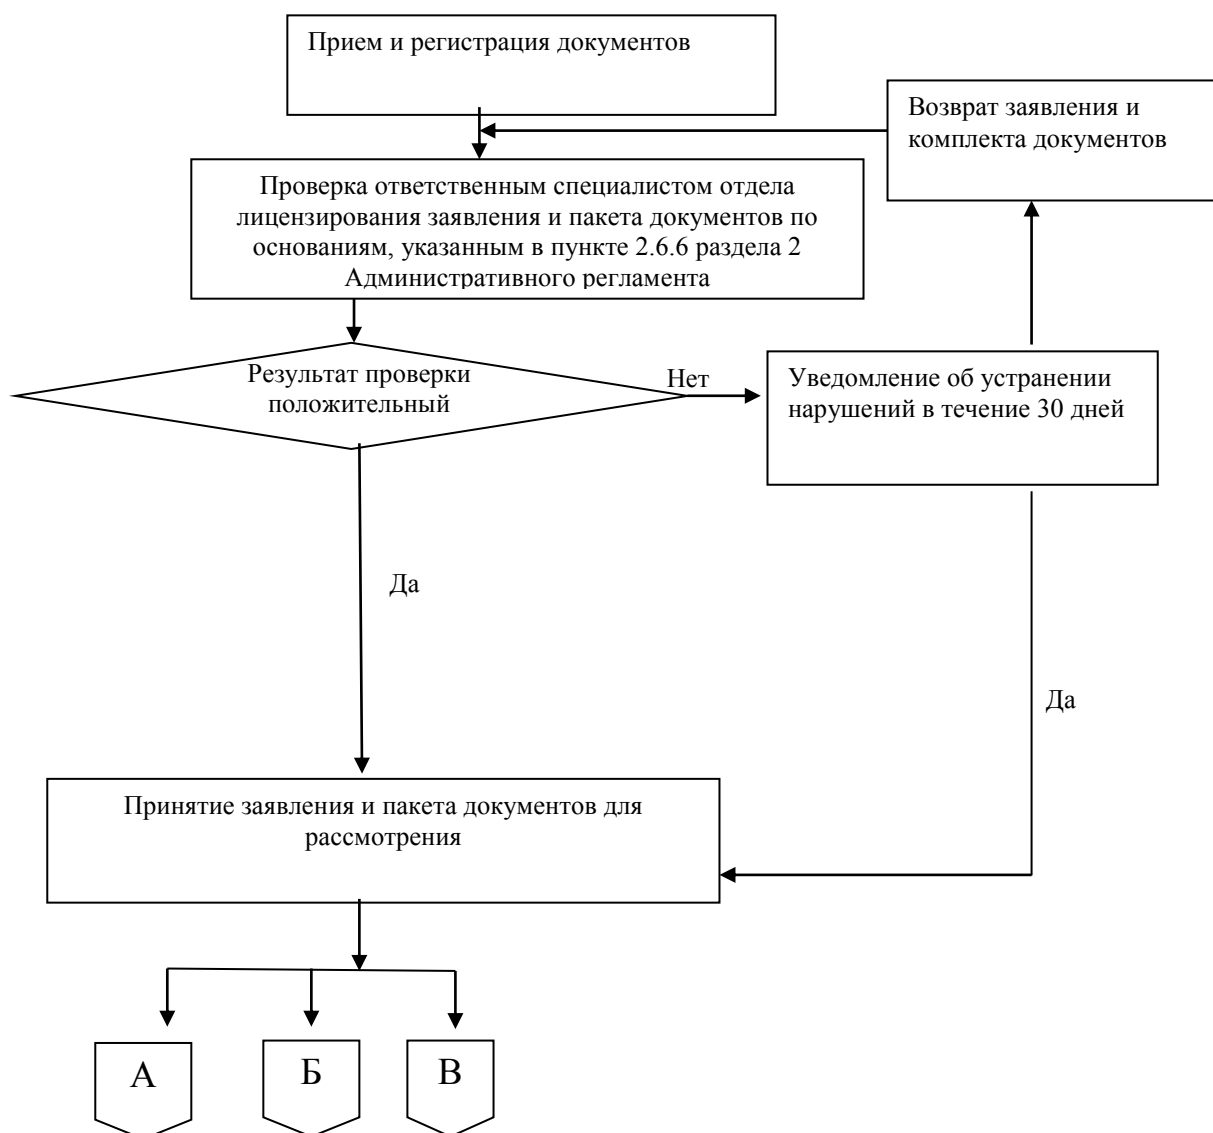 Прием и регистрация документов
Возврат заявления и
комплекта документов
Проверка ответственным специалистом отдела
лицензирования заявления и пакета документов по
основаниям, указанным в пункте 2.6.6 раздела 2
Административного регламента
Результат проверки
положительный
Нет
Уведомление об устранении
нарушений в течение 30 дней
Да
Да
Принятие заявления и пакета документов для
рассмотрения
А
Б
В